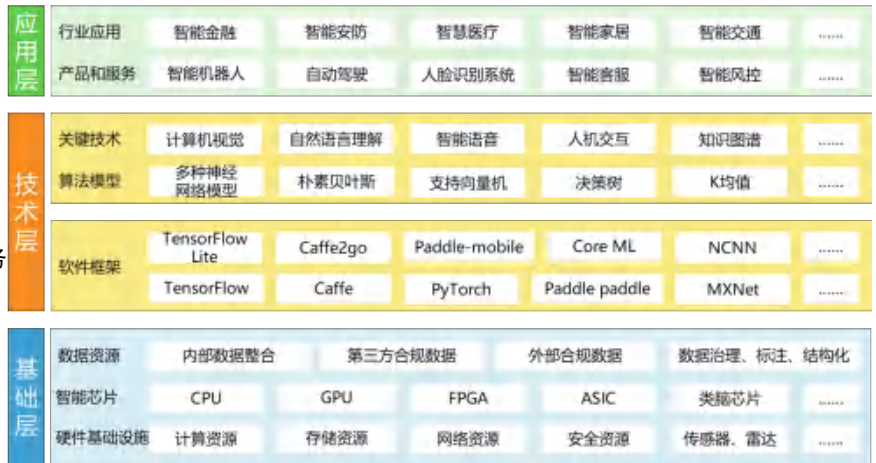 应用层
行业应用 智能金融 智能安防 智慧医疗 智能家居 智能交通 ……
产品和服务 智能机器人 自动驾驶 人脸识别系统 智能客服 智能风控 ……
技术层
关键技术 计算机视觉 自然语言理解 智能语音 人机交互 知识图谱 ……
算法模型 多种神经网络模型 朴素贝叶斯 支持向量机 决策树 K均值 ……
软件框架
TensorFlow Lite Caffe2go Paddle-mobile Core ML NCNN ……
TensorFlow Caffe PyTorch Paddle paddle MXNet ……
基础层
数据资源 内部数据整合 第三方合规数据 外部合规数据 数据治理、标注、结构化
智能芯片 CPU GPU FPGA ASIC 类脑芯片 ……
硬件基础设施 计算资源 存储资源 网络资源 安全资源 传感器、雷达 ……